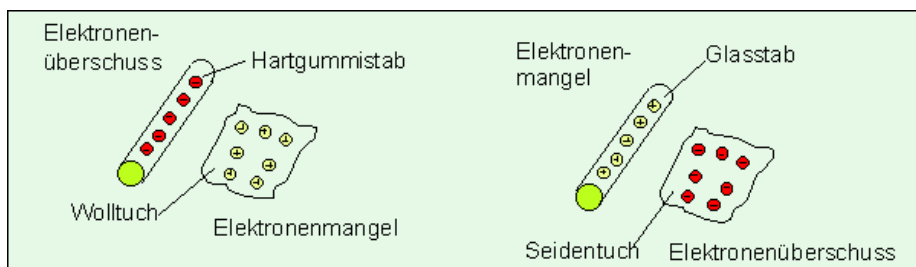 Elektronen-
überschuss
Hartgummistab
Wolltuch
Elektronenmangel
Elektronen-
mangel
Glasstab
Seidentuch
Elektronenüberschuss